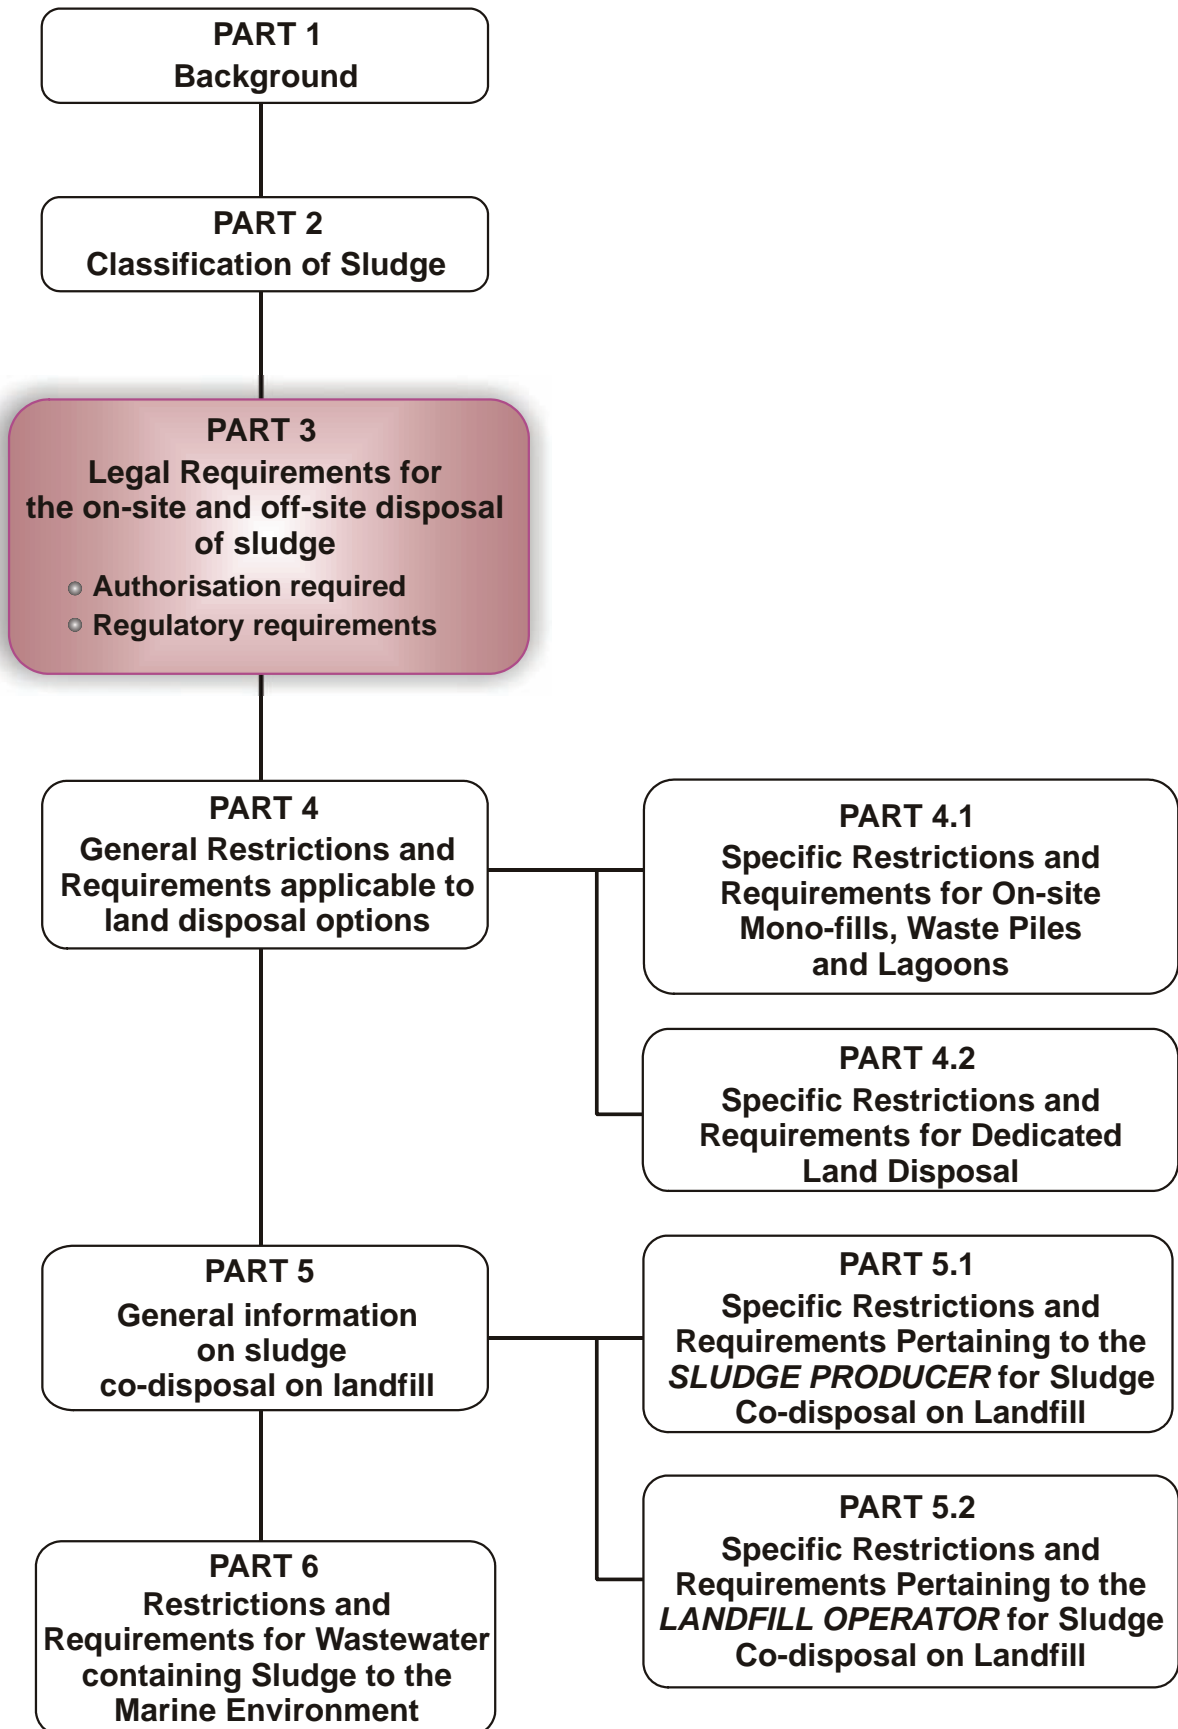 PART 1
Background
PART 2
Classification of Sludge
PART 3
Legal Requirements for
the on-site and off-site disposal
of sludge
Authorisation required
Regulatory requirements
PART 4
General Restrictions and
Requirements applicable to
land disposal options
PART 4.1
Specific Restrictions and
Requirements for On-site
Mono-fills, Waste Piles
and Lagoons
PART 4.2
Specific Restrictions and
Requirements for Dedicated
Land Disposal
PART 5
General information
on sludge
co-disposal on landfill
PART 5.1
Specific Restrictions and
Requirements Pertaining to the
SLUDGE PRODUCER for Sludge
Co-disposal on Landfill
PART 5.2
Specific Restrictions and
Requirements Pertaining to the
LANDFILL OPERATOR for Sludge
Co-disposal on Landfill
PART 6
Restrictions and
Requirements for Wastewater
containing Sludge to the
Marine Environment